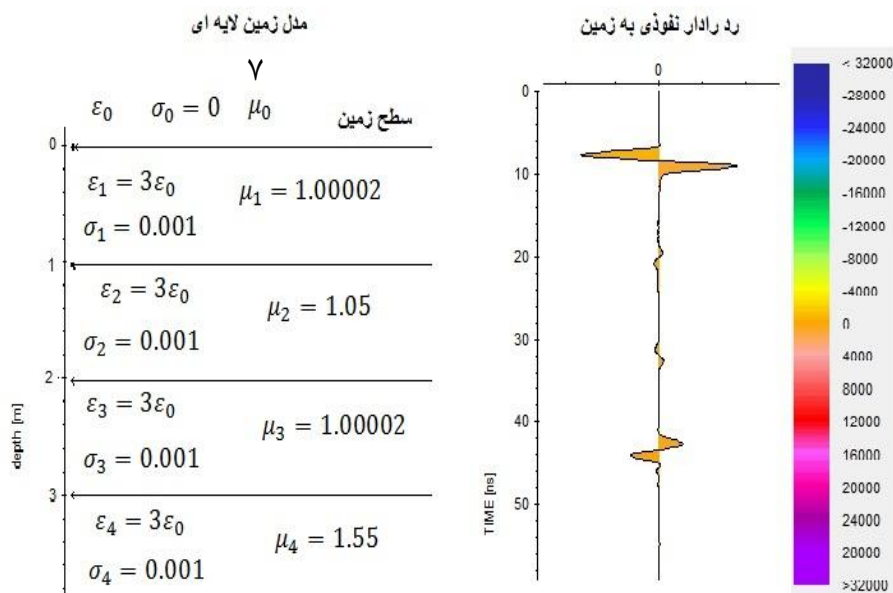 مدل زمین لایه ای
٧
ε₀ σ₀ = 0 μ₀
سطح زمین
0
ε₁ = 3ε₀
μ₁ = 1.00002
σ₁ = 0.001
1
ε₂ = 3ε₀
μ₂ = 1.05
σ₂ = 0.001
2
ε₃ = 3ε₀
μ₃ = 1.00002
σ₃ = 0.001
3
ε₄ = 3ε₀
μ₄ = 1.55
σ₄ = 0.001
depth [m]
رد رادار نفوذی به زمین
0
0
10
20
30
40
50
TIME [ns]
< 32000
-28000
-24000
-20000
-16000
-12000
-8000
-4000
0
4000
8000
12000
16000
20000
24000
28000
>32000